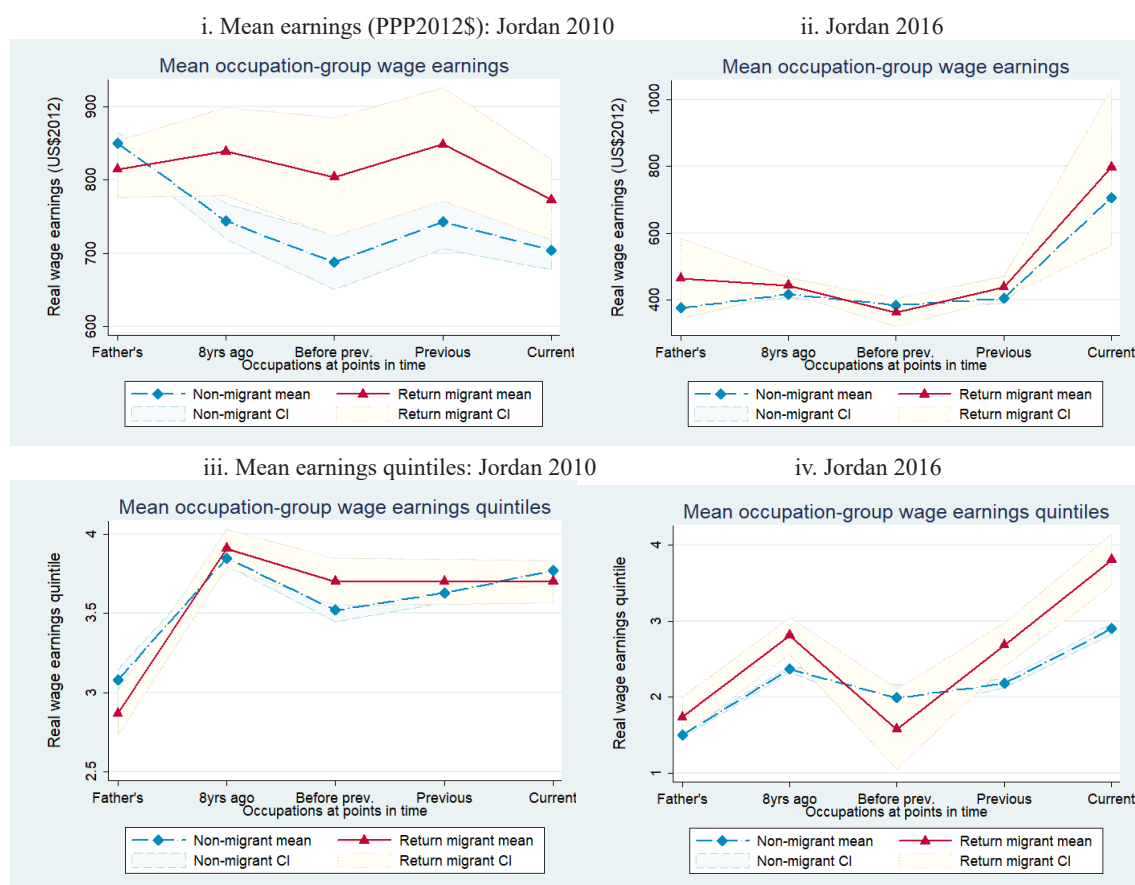 i. Mean earnings (PPP2012$): Jordan 2010
ii. Jordan 2016
Mean occupation-group wage earnings
Real wage earnings (US$2012)
900
800
700
600
Father's 8yrs ago Before prev. Previous Current
Occupations at points in time
Non-migrant mean Return migrant mean
Non-migrant CI Return migrant CI
Mean occupation-group wage earnings
Real wage earnings (US$2012)
1000
800
600
400
Father's 8yrs ago Before prev. Previous Current
Occupations at points in time
Non-migrant mean Return migrant mean
Non-migrant CI Return migrant CI
iii. Mean earnings quintiles: Jordan 2010
iv. Jordan 2016
Mean occupation-group wage earnings quintiles
Real wage earnings quintile
4
3.5
3
2.5
Father's 8yrs ago Before prev. Previous Current
Occupations at points in time
Non-migrant mean Return migrant mean
Non-migrant CI Return migrant CI
Mean occupation-group wage earnings quintiles
Real wage earnings quintile
4
3
2
1
Father's 8yrs ago Before prev. Previous Current
Occupations at points in time
Non-migrant mean Return migrant mean
Non-migrant CI Return migrant CI